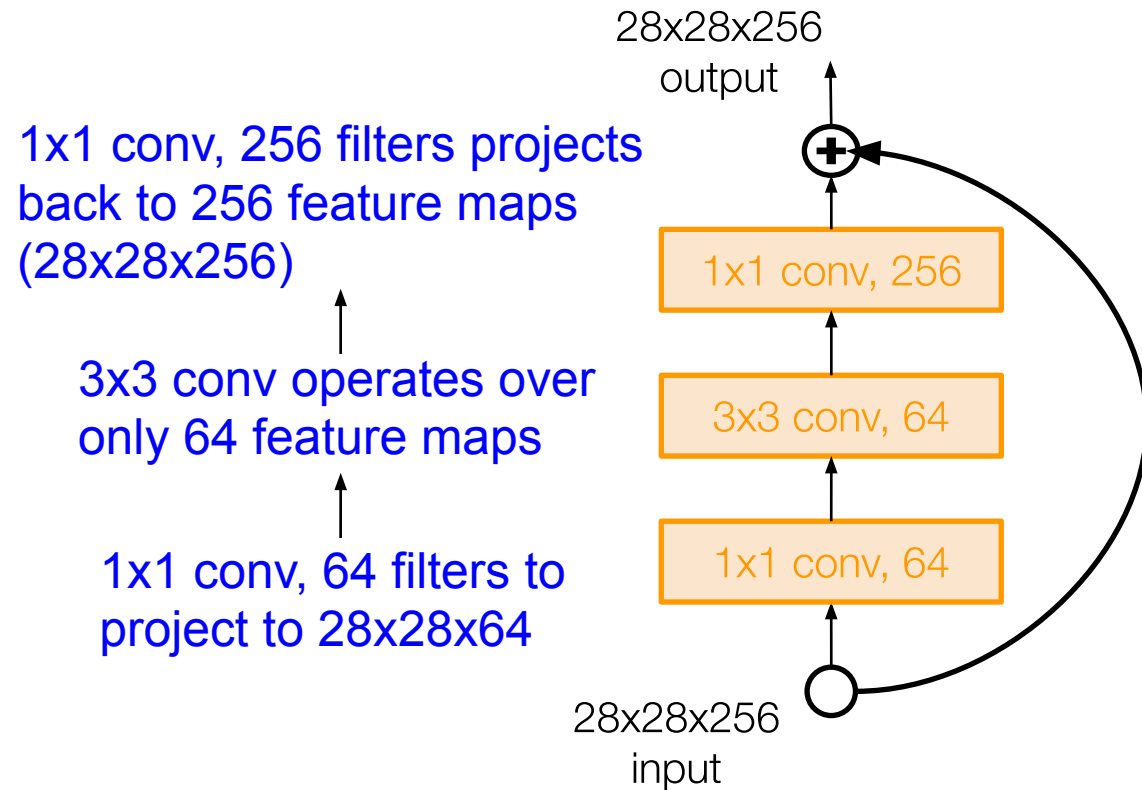 28x28x256
output
1x1 conv, 256 filters projects
back to 256 feature maps
(28x28x256)
3x3 conv operates over
only 64 feature maps
1x1 conv, 64 filters to
project to 28x28x64
1x1 conv, 256
3x3 conv, 64
1x1 conv, 64
28x28x256
input